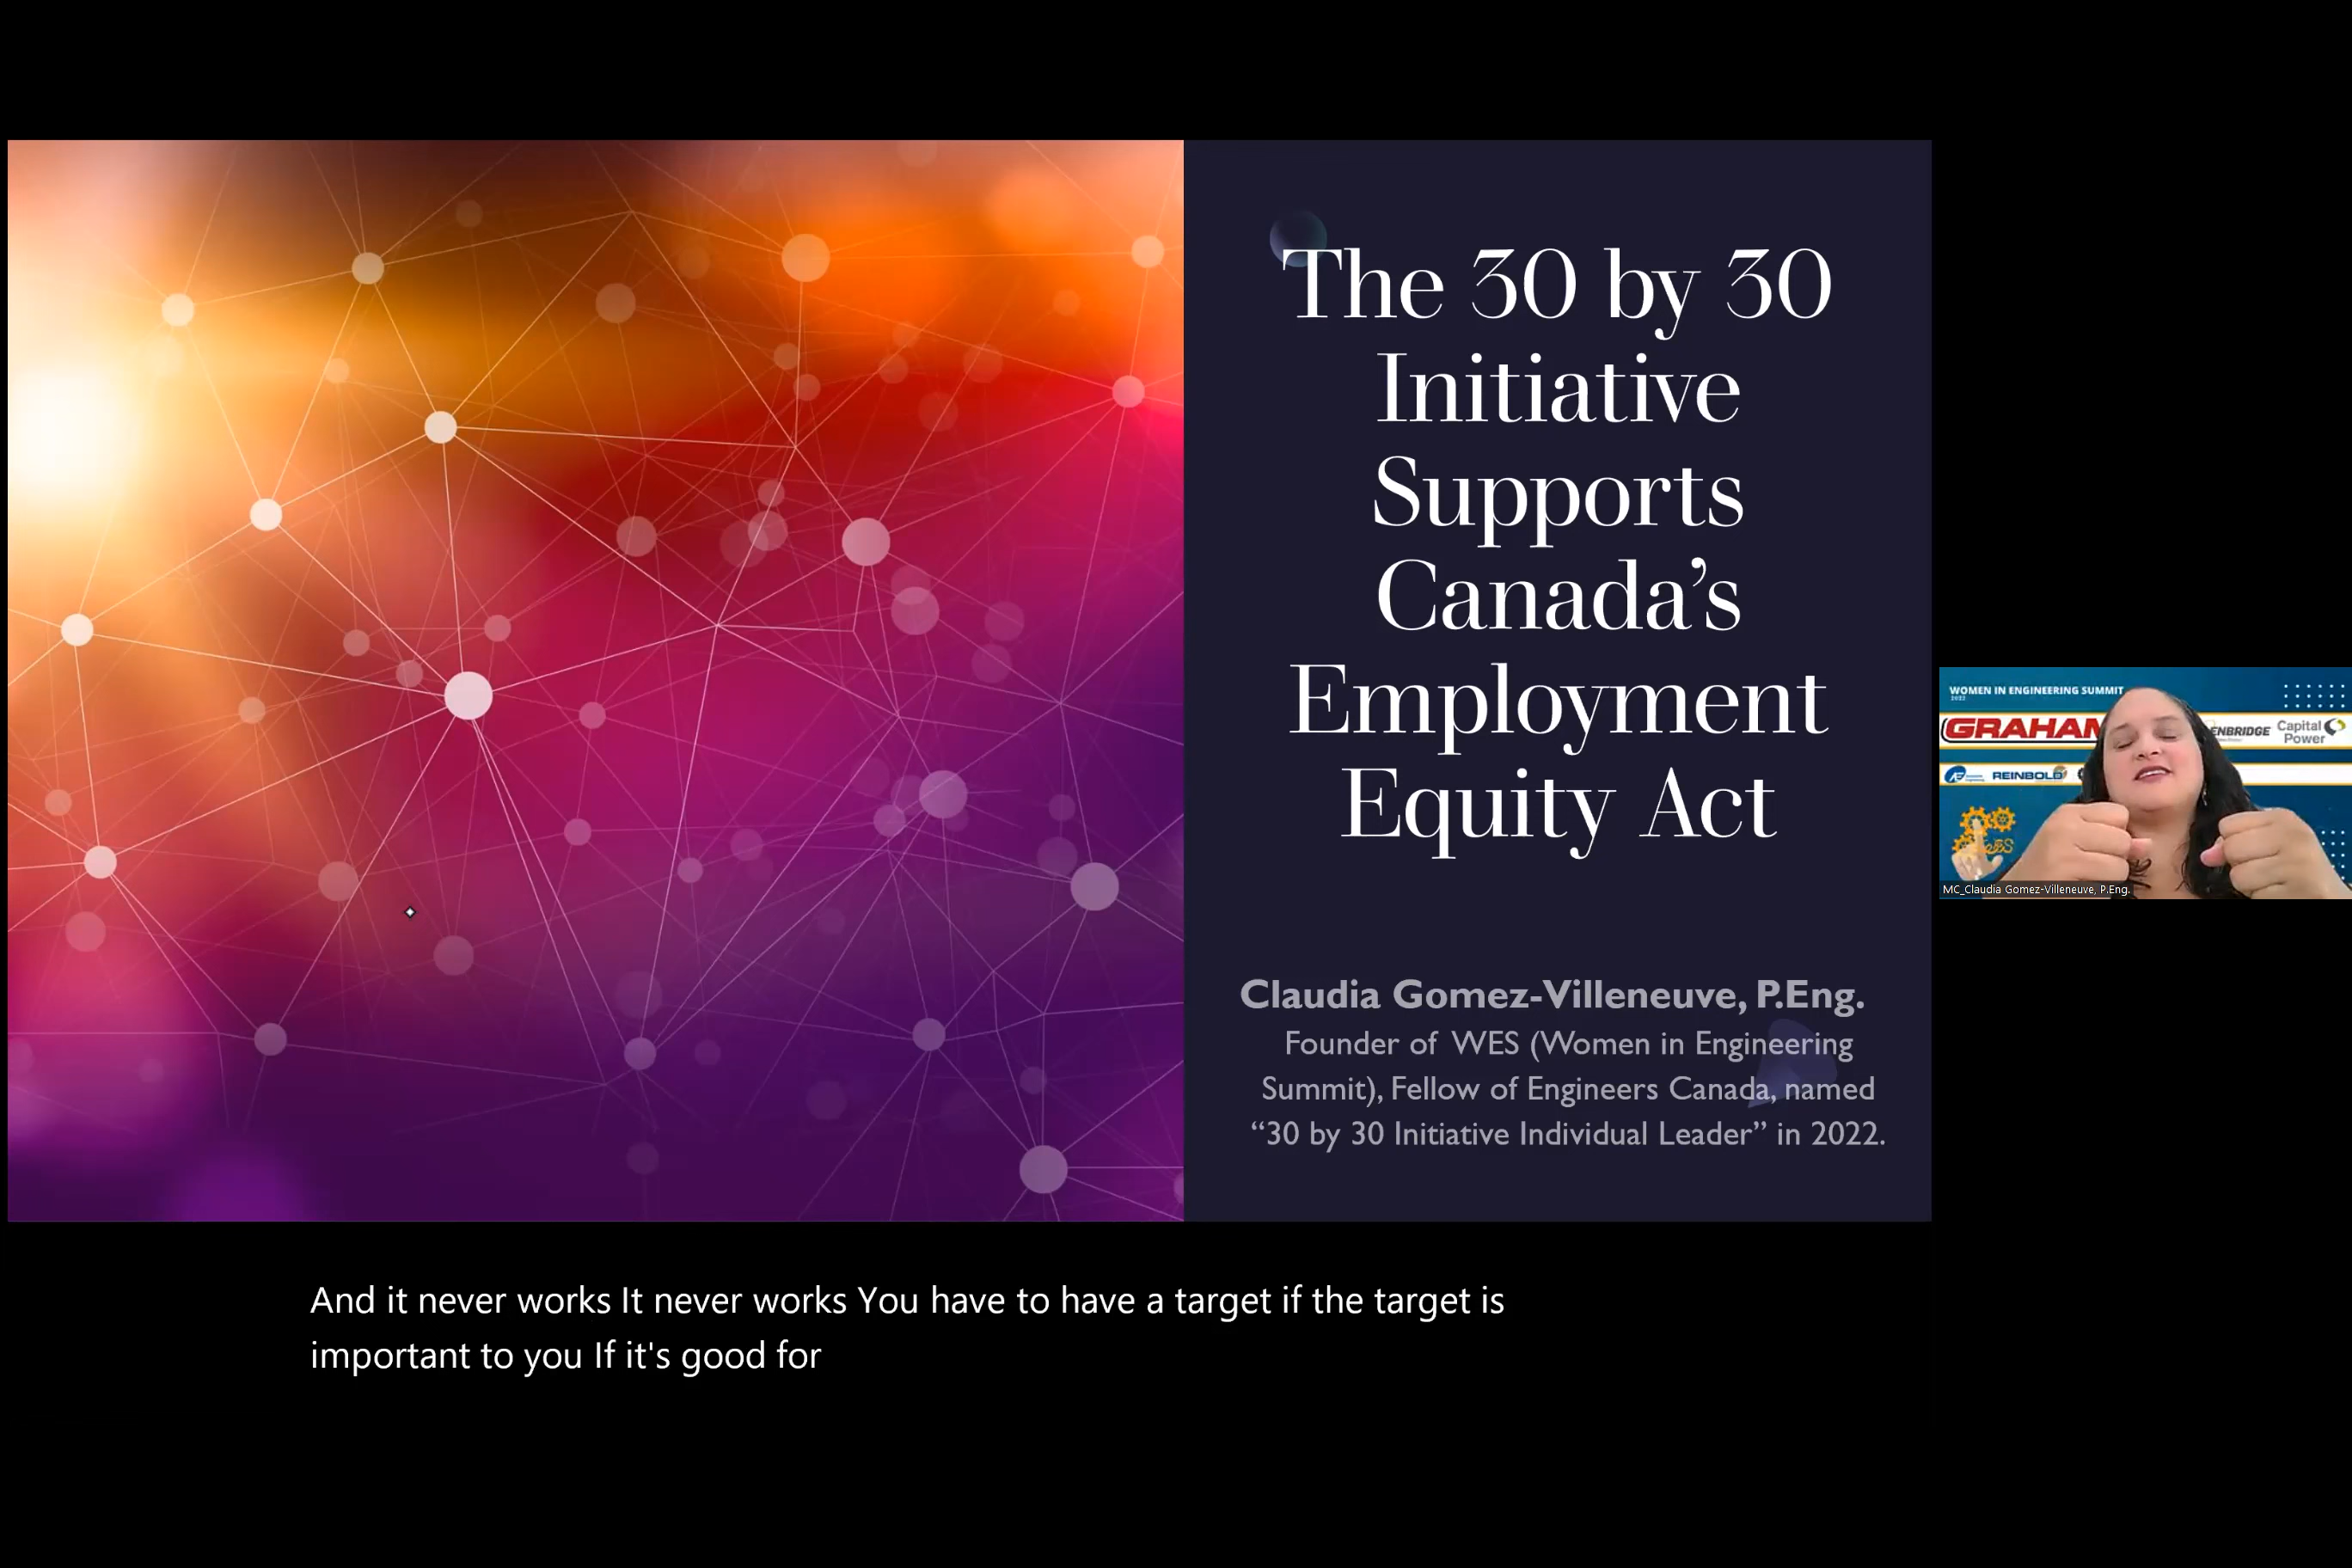 The 30 by 30
Initiative
Supports
Canada’s
Employment
Equity Act
Claudia Gomez-Villeneuve, P.Eng.
Founder of WES (Women in Engineering
Summit), Fellow of Engineers Canada, named
“30 by 30 Initiative Individual Leader” in 2022.
WOMEN IN ENGINEERING SUMMIT
2022
GRAHAM
ENBRIDGE
Capital
Power
REINBOLD
MC_Claudia Gomez-Villeneuve, P.Eng.
And it never works It never works You have to have a target if the target is
important to you If it's good for